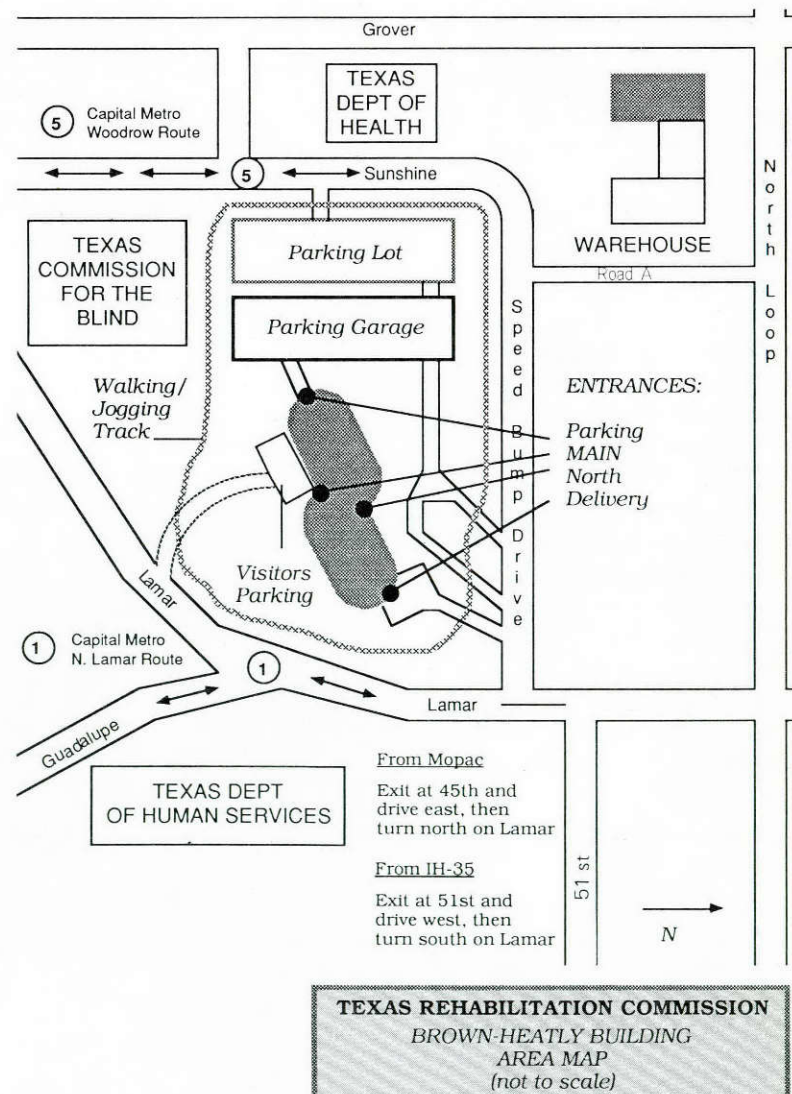 Grover
5
Capital Metro
Woodrow Route
TEXAS
DEPT OF
HEALTH
5
Sunshine
WAREHOUSE
North Loop
TEXAS
COMMISSION
FOR THE
BLIND
Parking Lot
Road A
Parking Garage
Speed Bump Drive
Walking/
Jogging
Track
ENTRANCES:
Parking
MAIN
North
Delivery
Visitors
Parking
Lamar
1
Capital Metro
N. Lamar Route
1
Lamar
Guadalupe
TEXAS DEPT
OF HUMAN SERVICES
From Mopac
Exit at 45th and
drive east, then
turn north on Lamar
From IH-35
Exit at 51st and
drive west, then
turn south on Lamar
51 st
N
TEXAS REHABILITATION COMMISSION
BROWN-HEATLY BUILDING
AREA MAP
(not to scale)